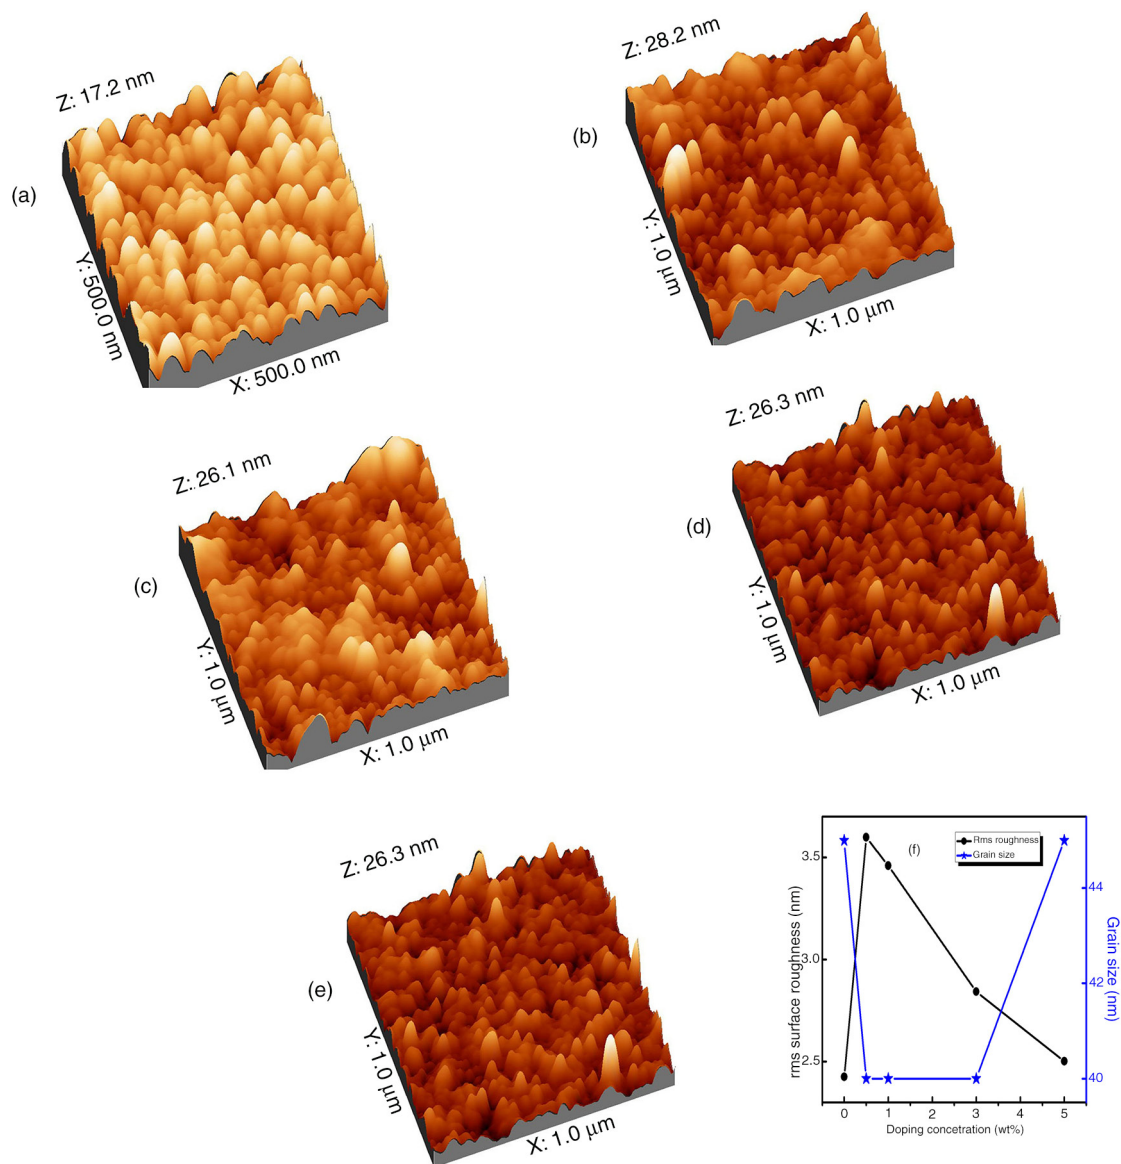 Z: 17.2 nm
(a)
Y: 500.0 nm
X: 500.0 nm
Z: 28.2 nm
(b)
Y: 1.0 μm
X: 1.0 μm
Z: 26.1 nm
(c)
Y: 1.0 μm
X: 1.0 μm
Z: 26.3 nm
(d)
Y: 1.0 μm
X: 1.0 μm
Z: 26.3 nm
(e)
Y: 1.0 μm
X: 1.0 μm
(f)
Rms roughness
Grain size
3.5
3.0
2.5
rms surface roughness (nm)
44
42
40
Grain size (nm)
0 1 2 3 4 5
Doping concetration (wt%)